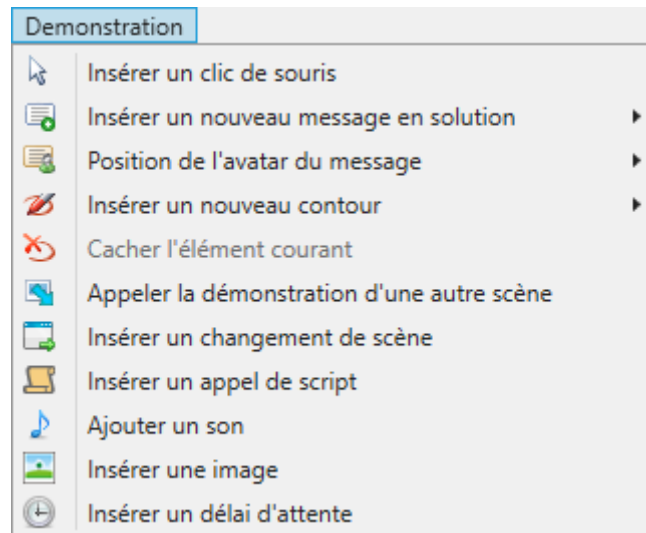 Demonstration
Insérer un clic de souris
Insérer un nouveau message en solution
Position de l'avatar du message
Insérer un nouveau contour
Cacher l'élément courant
Appeler la démonstration d'une autre scène
Insérer un changement de scène
Insérer un appel de script
Ajouter un son
Insérer une image
Insérer un délai d'attente